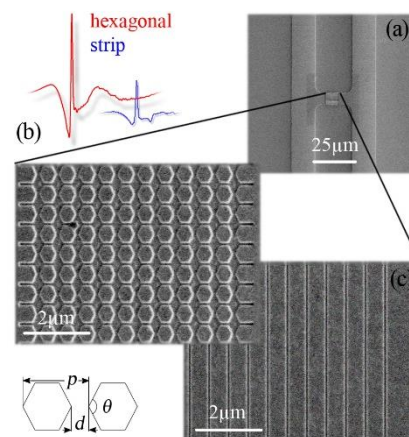 hexagonal
strip
(a)
(b)
25μm
2μm
(c)
p
θ
d
2μm